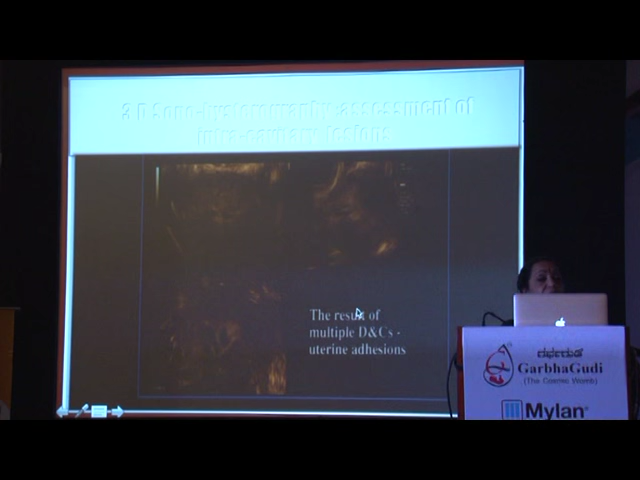 3 D Sono-hysterography assessment of
intra-cavitary lesions
The result of
multiple D&Cs -
uterine adhesions
ಗರ್ಭಗುಡಿ
GarbhaGudi
(The Cosmic Womb)
Mylan